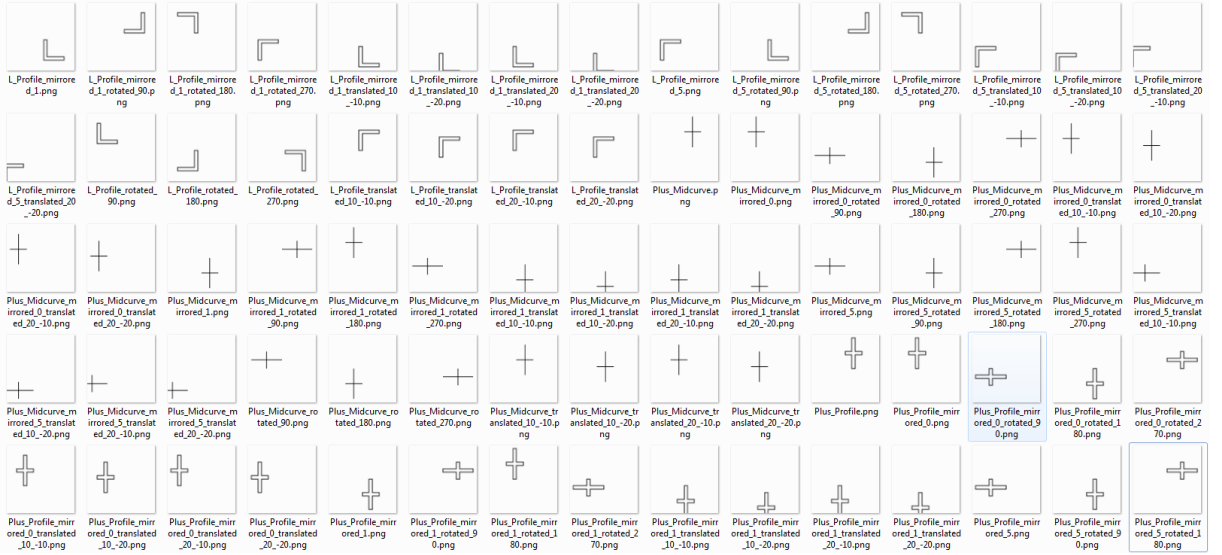 L_Profile_mirrore
d_1.png
L_Profile_mirrore
d_1_rotated_90.p
ng
L_Profile_mirrore
d_1_rotated_180.
png
L_Profile_mirrore
d_1_rotated_270.
png
L_Profile_mirrore
d_1_translated_10
_-10.png
L_Profile_mirrore
d_1_translated_10
_-20.png
L_Profile_mirrore
d_1_translated_20
_-10.png
L_Profile_mirrore
d_1_translated_20
_-20.png
L_Profile_mirrore
d_5.png
L_Profile_mirrore
d_5_rotated_90.p
ng
L_Profile_mirrore
d_5_rotated_180.
png
L_Profile_mirrore
d_5_rotated_270.
png
L_Profile_mirrore
d_5_translated_10
_-10.png
L_Profile_mirrore
d_5_translated_10
_-20.png
L_Profile_mirrore
d_5_translated_20
_-10.png
L_Profile_mirrore
d_5_translated_20
_-20.png
L_Profile_rotated_
90.png
L_Profile_rotated_
180.png
L_Profile_rotated_
270.png
L_Profile_translat
ed_10_-10.png
L_Profile_translat
ed_10_-20.png
L_Profile_translat
ed_20_-10.png
L_Profile_translat
ed_20_-20.png
Plus_Midcurve.p
ng
Plus_Midcurve_m
irrored_0.png
Plus_Midcurve_m
irrored_0_rotated
_90.png
Plus_Midcurve_m
irrored_0_rotated
_180.png
Plus_Midcurve_m
irrored_0_rotated
_270.png
Plus_Midcurve_m
irrored_0_translat
ed_10_-10.png
Plus_Midcurve_m
irrored_0_translat
ed_10_-20.png
Plus_Midcurve_m
irrored_0_translat
ed_20_-10.png
Plus_Midcurve_m
irrored_0_translat
ed_20_-20.png
Plus_Midcurve_m
irrored_1.png
Plus_Midcurve_m
irrored_1_rotated
_90.png
Plus_Midcurve_m
irrored_1_rotated
_180.png
Plus_Midcurve_m
irrored_1_rotated
_270.png
Plus_Midcurve_m
irrored_1_translat
ed_10_-10.png
Plus_Midcurve_m
irrored_1_translat
ed_10_-20.png
Plus_Midcurve_m
irrored_1_translat
ed_20_-10.png
Plus_Midcurve_m
irrored_1_translat
ed_20_-20.png
Plus_Midcurve_m
irrored_5.png
Plus_Midcurve_m
irrored_5_rotated
_90.png
Plus_Midcurve_m
irrored_5_rotated
_180.png
Plus_Midcurve_m
irrored_5_rotated
_270.png
Plus_Midcurve_m
irrored_5_translat
ed_10_-10.png
Plus_Midcurve_m
irrored_5_translat
ed_10_-20.png
Plus_Midcurve_m
irrored_5_translat
ed_20_-10.png
Plus_Midcurve_m
irrored_5_translat
ed_20_-20.png
Plus_Midcurve_ro
tated_90.png
Plus_Midcurve_ro
tated_180.png
Plus_Midcurve_ro
tated_270.png
Plus_Midcurve_tr
anslated_10_-10.p
ng
Plus_Midcurve_tr
anslated_10_-20.p
ng
Plus_Midcurve_tr
anslated_20_-10.p
ng
Plus_Midcurve_tr
anslated_20_-20.p
ng
Plus_Profile.png
Plus_Profile_mirr
ored_0.png
Plus_Profile_mirr
ored_0_rotated_9
0.png
Plus_Profile_mirr
ored_0_rotated_1
80.png
Plus_Profile_mirr
ored_0_rotated_2
70.png
Plus_Profile_mirr
ored_0_translated
_10_-10.png
Plus_Profile_mirr
ored_0_translated
_10_-20.png
Plus_Profile_mirr
ored_0_translated
_20_-10.png
Plus_Profile_mirr
ored_0_translated
_20_-20.png
Plus_Profile_mirr
ored_1.png
Plus_Profile_mirr
ored_1_rotated_9
0.png
Plus_Profile_mirr
ored_1_rotated_1
80.png
Plus_Profile_mirr
ored_1_rotated_2
70.png
Plus_Profile_mirr
ored_1_translated
_10_-10.png
Plus_Profile_mirr
ored_1_translated
_10_-20.png
Plus_Profile_mirr
ored_1_translated
_20_-10.png
Plus_Profile_mirr
ored_1_translated
_20_-20.png
Plus_Profile_mirr
ored_5.png
Plus_Profile_mirr
ored_5_rotated_9
0.png
Plus_Profile_mirr
ored_5_rotated_1
80.png